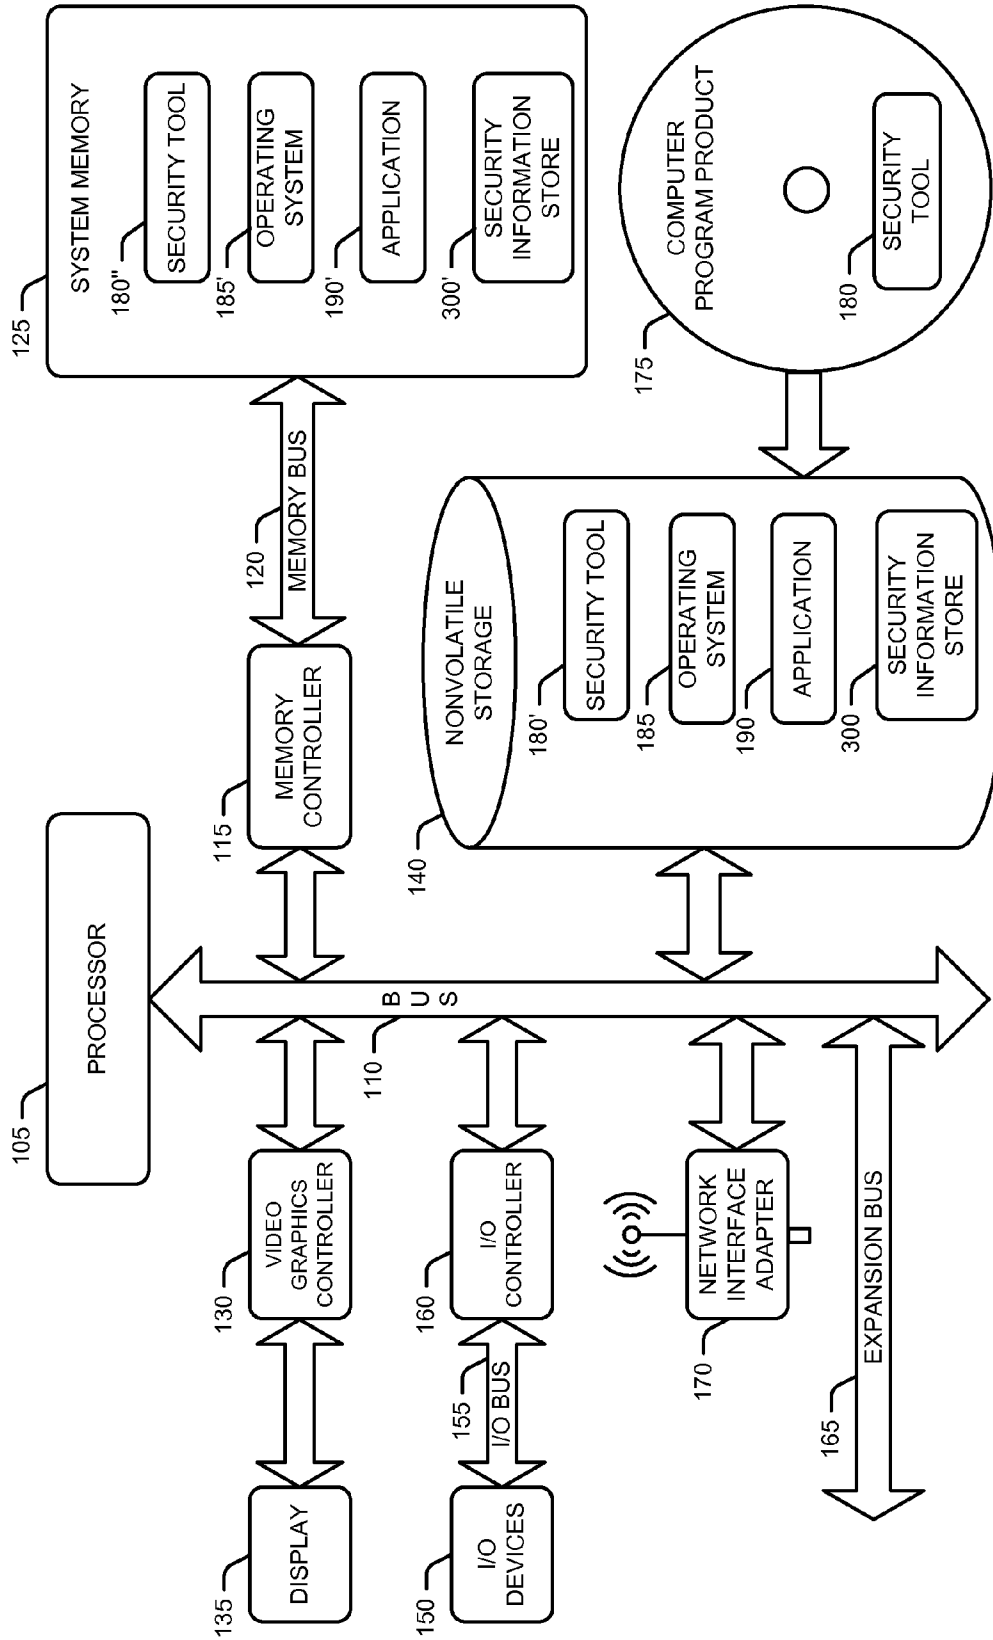 105
PROCESSOR
125
SYSTEM MEMORY
180"
SECURITY TOOL
185'
OPERATING
SYSTEM
190'
APPLICATION
300'
SECURITY
INFORMATION
STORE
135
DISPLAY
130
VIDEO
GRAPHICS
CONTROLLER
115
MEMORY
CONTROLLER
120
MEMORY BUS
110
B
U
S
150
I/O
DEVICES
155
I/O BUS
160
I/O
CONTROLLER
140
NONVOLATILE
STORAGE
180'
SECURITY TOOL
185
OPERATING
SYSTEM
190
APPLICATION
300
SECURITY
INFORMATION
STORE
175
COMPUTER
PROGRAM PRODUCT
180
SECURITY
TOOL
170
NETWORK
INTERFACE
ADAPTER
165
EXPANSION BUS